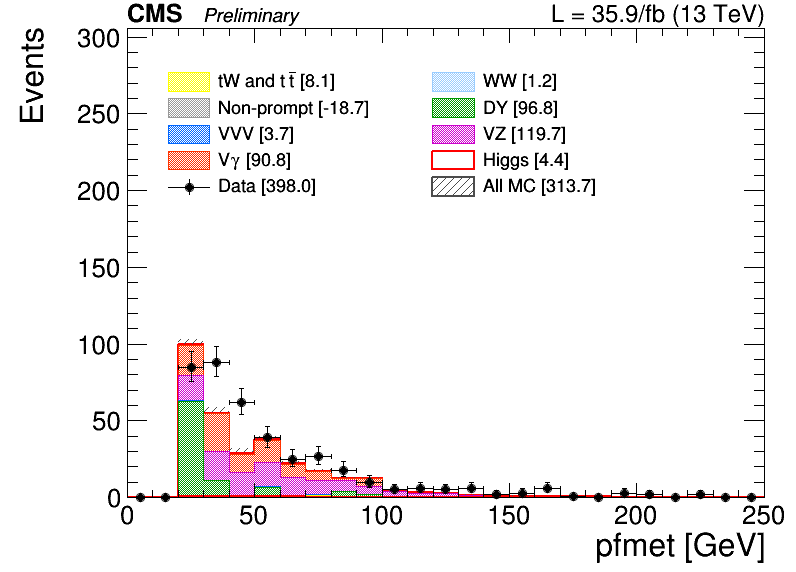 CMS Preliminary L = 35.9/fb (13 TeV)
Events
300
250
200
150
100
50
0
tW and t t̅ [8.1] WW [1.2]
Non-prompt [-18.7] DY [96.8]
VVV [3.7] VZ [119.7]
Vγ [90.8] Higgs [4.4]
Data [398.0] All MC [313.7]
0 50 100 150 200 250
pfmet [GeV]